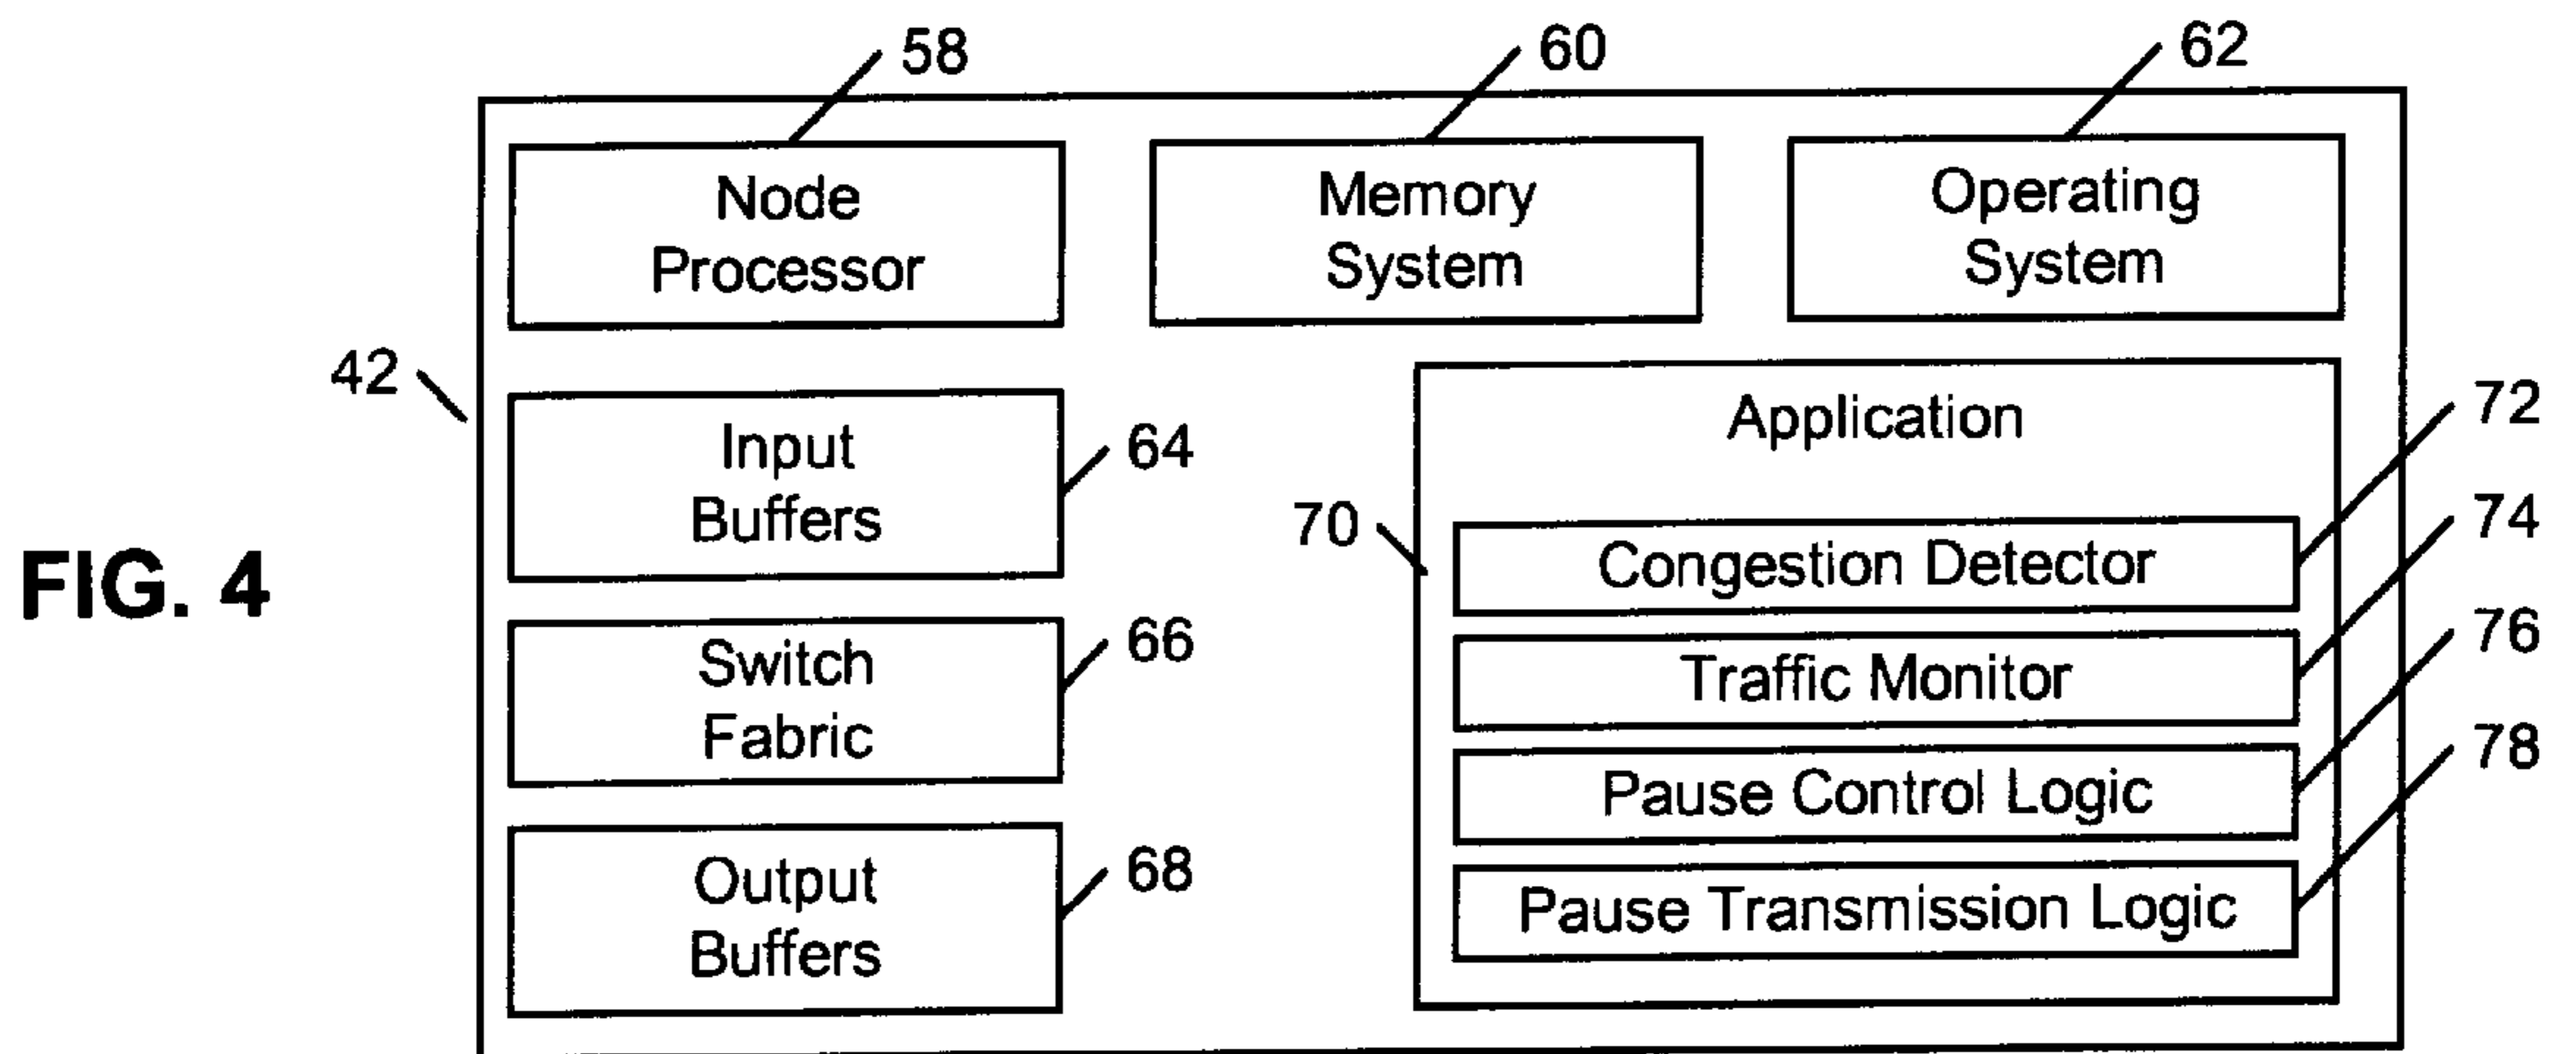 58
60
62
Node
Processor
Memory
System
Operating
System
42
Input
Buffers
64
Switch
Fabric
66
Output
Buffers
68
70
Application
Congestion Detector
72
Traffic Monitor
74
Pause Control Logic
76
Pause Transmission Logic
78
FIG. 4